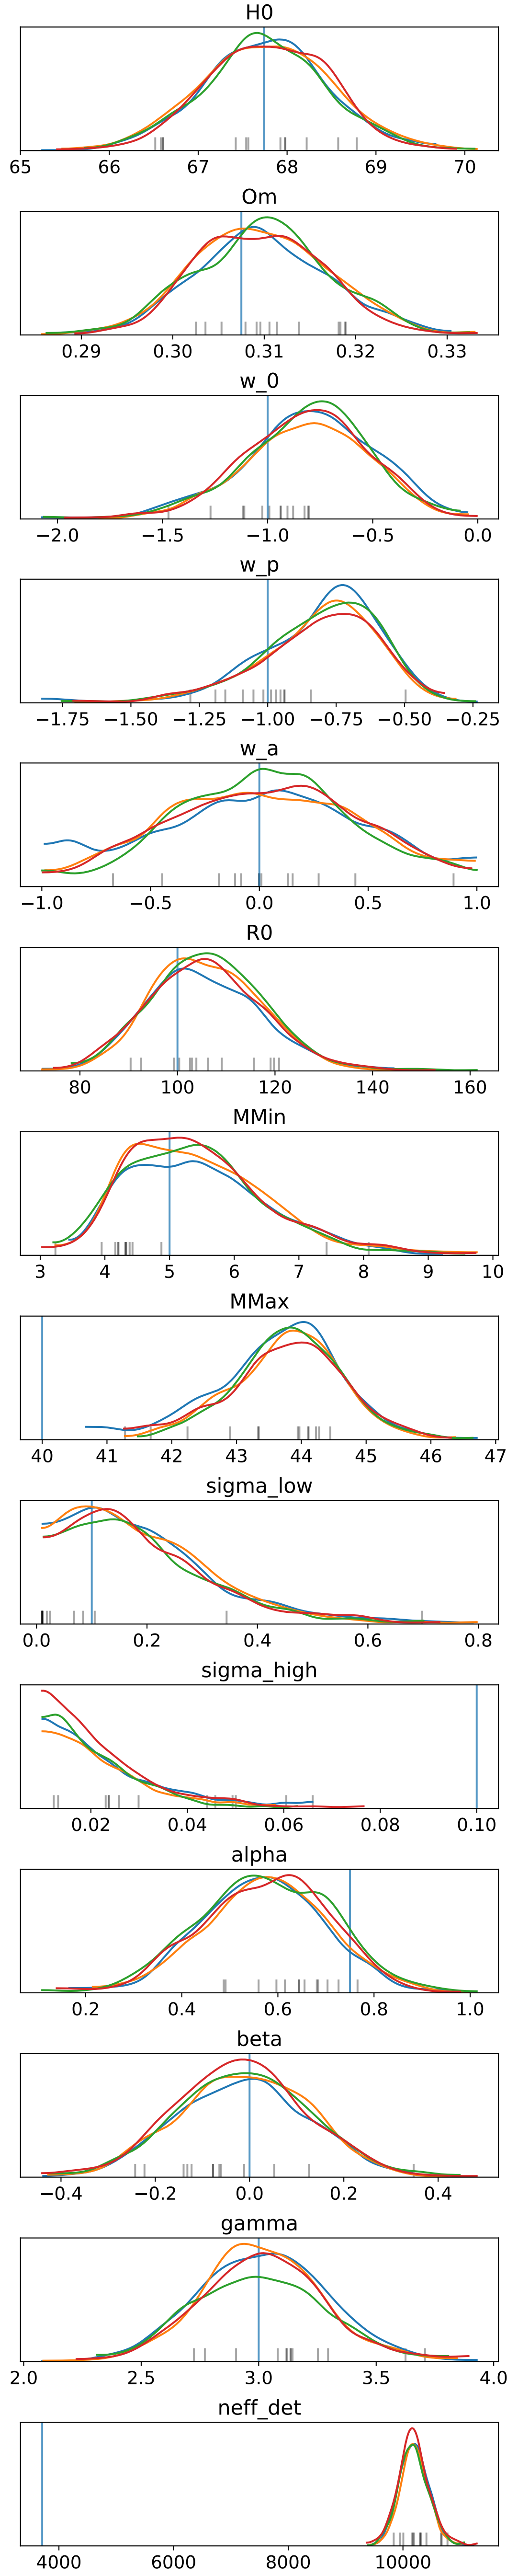 H0
65 66 67 68 69 70
Om
0.29 0.30 0.31 0.32 0.33
w_0
−2.0 −1.5 −1.0 −0.5 0.0
w_p
−1.75 −1.50 −1.25 −1.00 −0.75 −0.50 −0.25
w_a
−1.0 −0.5 0.0 0.5 1.0
R0
80 100 120 140 160
MMin
3 4 5 6 7 8 9 10
MMax
40 41 42 43 44 45 46 47
sigma_low
0.0 0.2 0.4 0.6 0.8
sigma_high
0.02 0.04 0.06 0.08 0.10
alpha
0.2 0.4 0.6 0.8 1.0
beta
−0.4 −0.2 0.0 0.2 0.4
gamma
2.0 2.5 3.0 3.5 4.0
neff_det
4000 6000 8000 10000